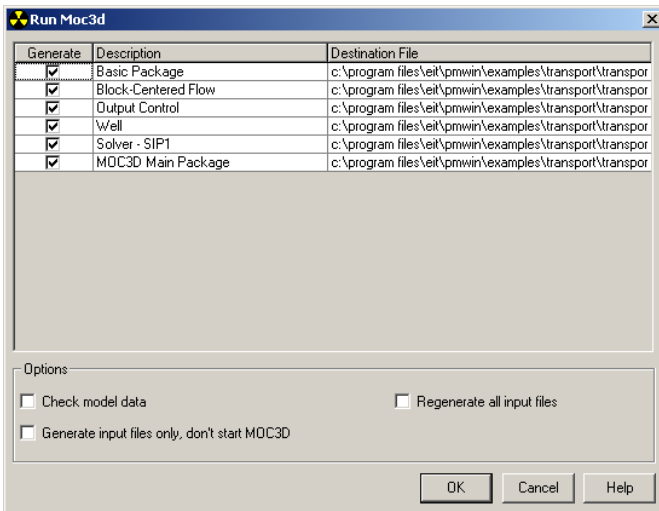 Run Moc3d
Generate Description Destination File
Basic Package c:\program files\eit\pmwin\examples\transport\transpor
Block-Centered Flow c:\program files\eit\pmwin\examples\transport\transpor
Output Control c:\program files\eit\pmwin\examples\transport\transpor
Well c:\program files\eit\pmwin\examples\transport\transpor
Solver - SIP1 c:\program files\eit\pmwin\examples\transport\transpor
MOC3D Main Package c:\program files\eit\pmwin\examples\transport\transpor
Options
Check model data Regenerate all input files
Generate input files only, don't start MOC3D
OK Cancel Help